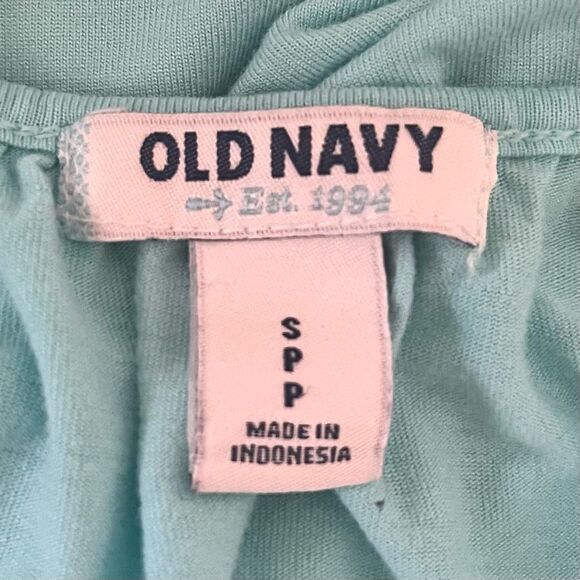 OLD NAVY
Est. 1994
S
P
P
MADE IN
INDONESIA